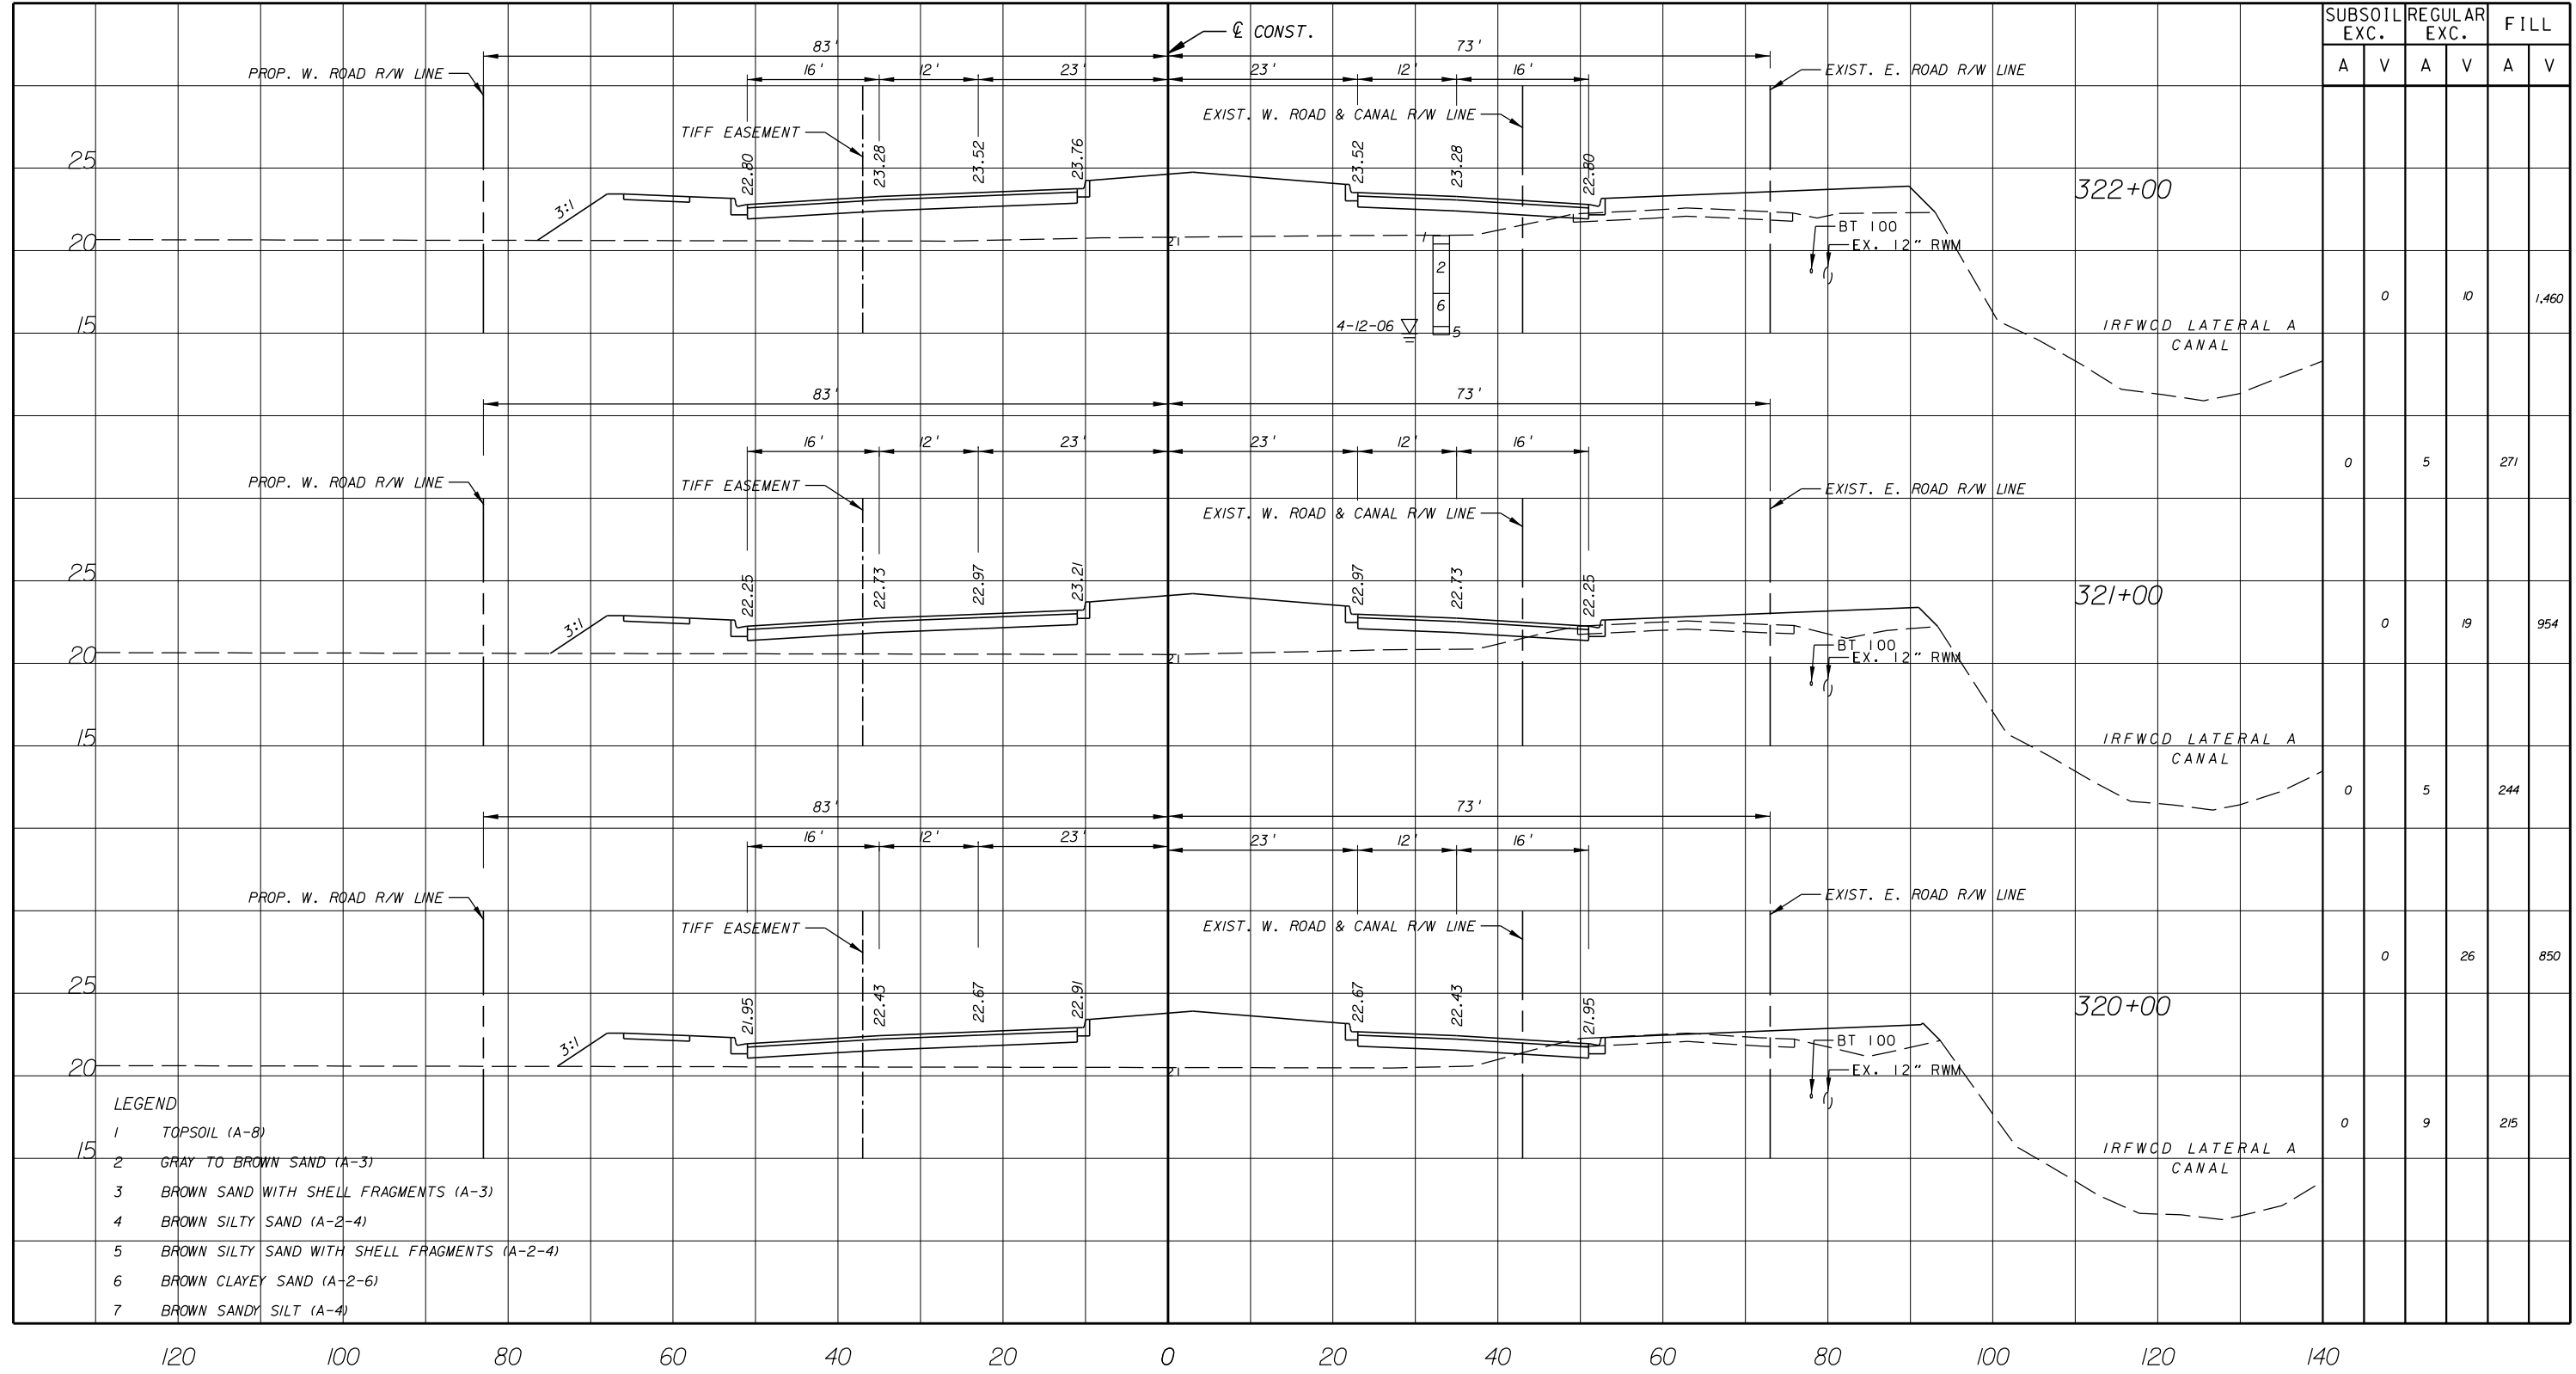 SUBSOIL EXC. REGULAR EXC. FILL
A V A V A V
℄ CONST.
83' 73'
PROP. W. ROAD R/W LINE
16' 12' 23' 23' 12' 16'
EXIST. E. ROAD R/W LINE
TIFF EASEMENT
EXIST. W. ROAD & CANAL R/W LINE
22.80 23.28 23.52 23.76 23.52 23.28 22.80
25
3:1
322+00
20
21
1
BT 100
EX. 12" RWM
2
6
0 10 1,460
15
4-12-06
5
IRFWCD LATERAL A
CANAL
83' 73'
16' 12' 23' 23' 12' 16'
0 5 271
PROP. W. ROAD R/W LINE
TIFF EASEMENT
EXIST. E. ROAD R/W LINE
EXIST. W. ROAD & CANAL R/W LINE
25
22.25 22.73 22.97 23.21 22.97 22.73 22.25
321+00
3:1
0 19 954
20
21
BT 100
EX. 12" RWM
15
IRFWCD LATERAL A
CANAL
0 5 244
83' 73'
16' 12' 23' 23' 12' 16'
PROP. W. ROAD R/W LINE
EXIST. E. ROAD R/W LINE
TIFF EASEMENT
EXIST. W. ROAD & CANAL R/W LINE
0 26 850
25
21.95 22.43 22.67 22.91 22.67 22.43 21.95
320+00
3:1
BT 100
20
21
EX. 12" RWM
LEGEND
0 9 215
1 TOPSOIL (A-8)
15
IRFWCD LATERAL A
CANAL
2 GRAY TO BROWN SAND (A-3)
3 BROWN SAND WITH SHELL FRAGMENTS (A-3)
4 BROWN SILTY SAND (A-2-4)
5 BROWN SILTY SAND WITH SHELL FRAGMENTS (A-2-4)
6 BROWN CLAYEY SAND (A-2-6)
7 BROWN SANDY SILT (A-4)
120 100 80 60 40 20 0 20 40 60 80 100 120 140